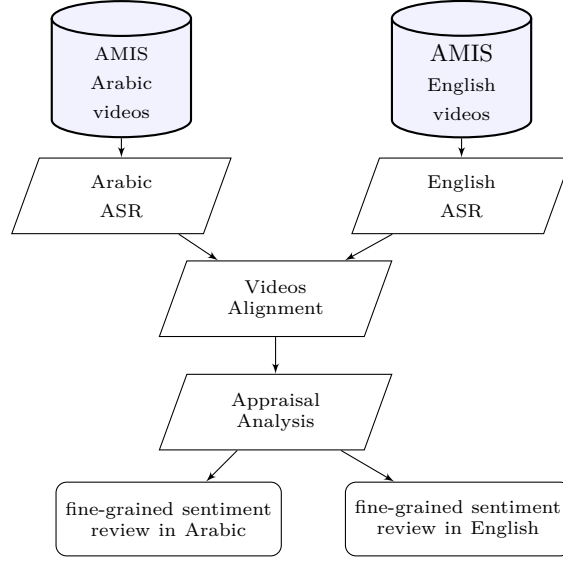 AMIS
Arabic
videos
AMIS
English
videos
Arabic
ASR
English
ASR
Videos
Alignment
Appraisal
Analysis
fine-grained sentiment
review in Arabic
fine-grained sentiment
review in English